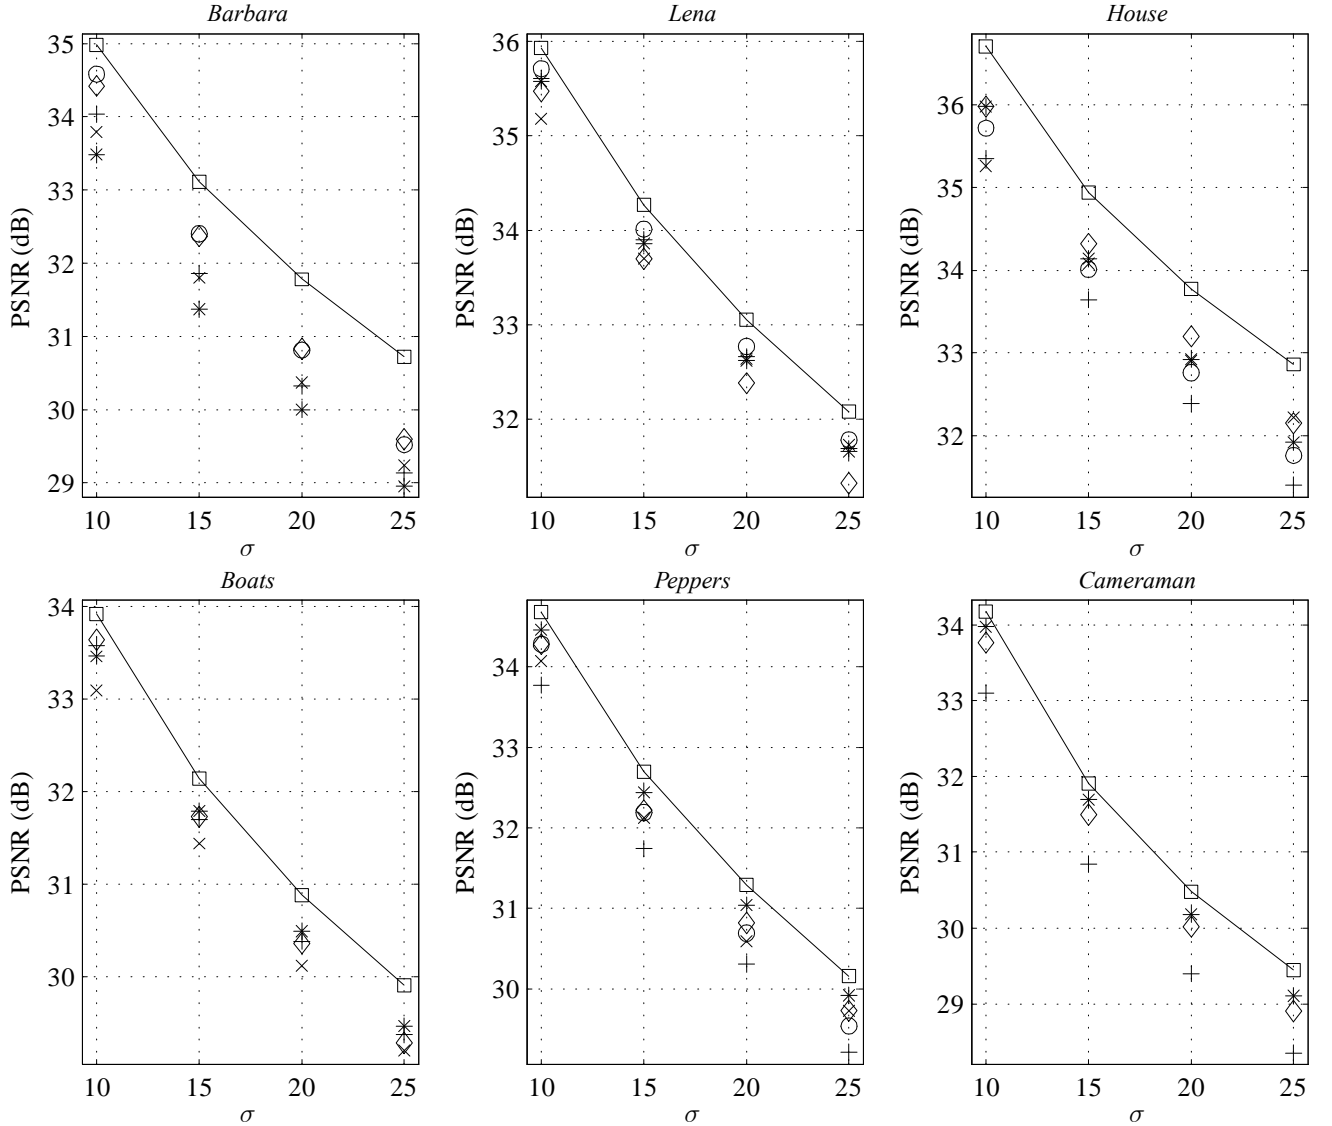 Barbara
PSNR (dB)
35
34
33
32
31
30
29
10 15 20 25
σ
Lena
PSNR (dB)
36
35
34
33
32
10 15 20 25
σ
House
PSNR (dB)
36
35
34
33
32
10 15 20 25
σ
Boats
PSNR (dB)
34
33
32
31
30
10 15 20 25
σ
Peppers
PSNR (dB)
34
33
32
31
30
10 15 20 25
σ
Cameraman
PSNR (dB)
34
33
32
31
30
29
10 15 20 25
σ